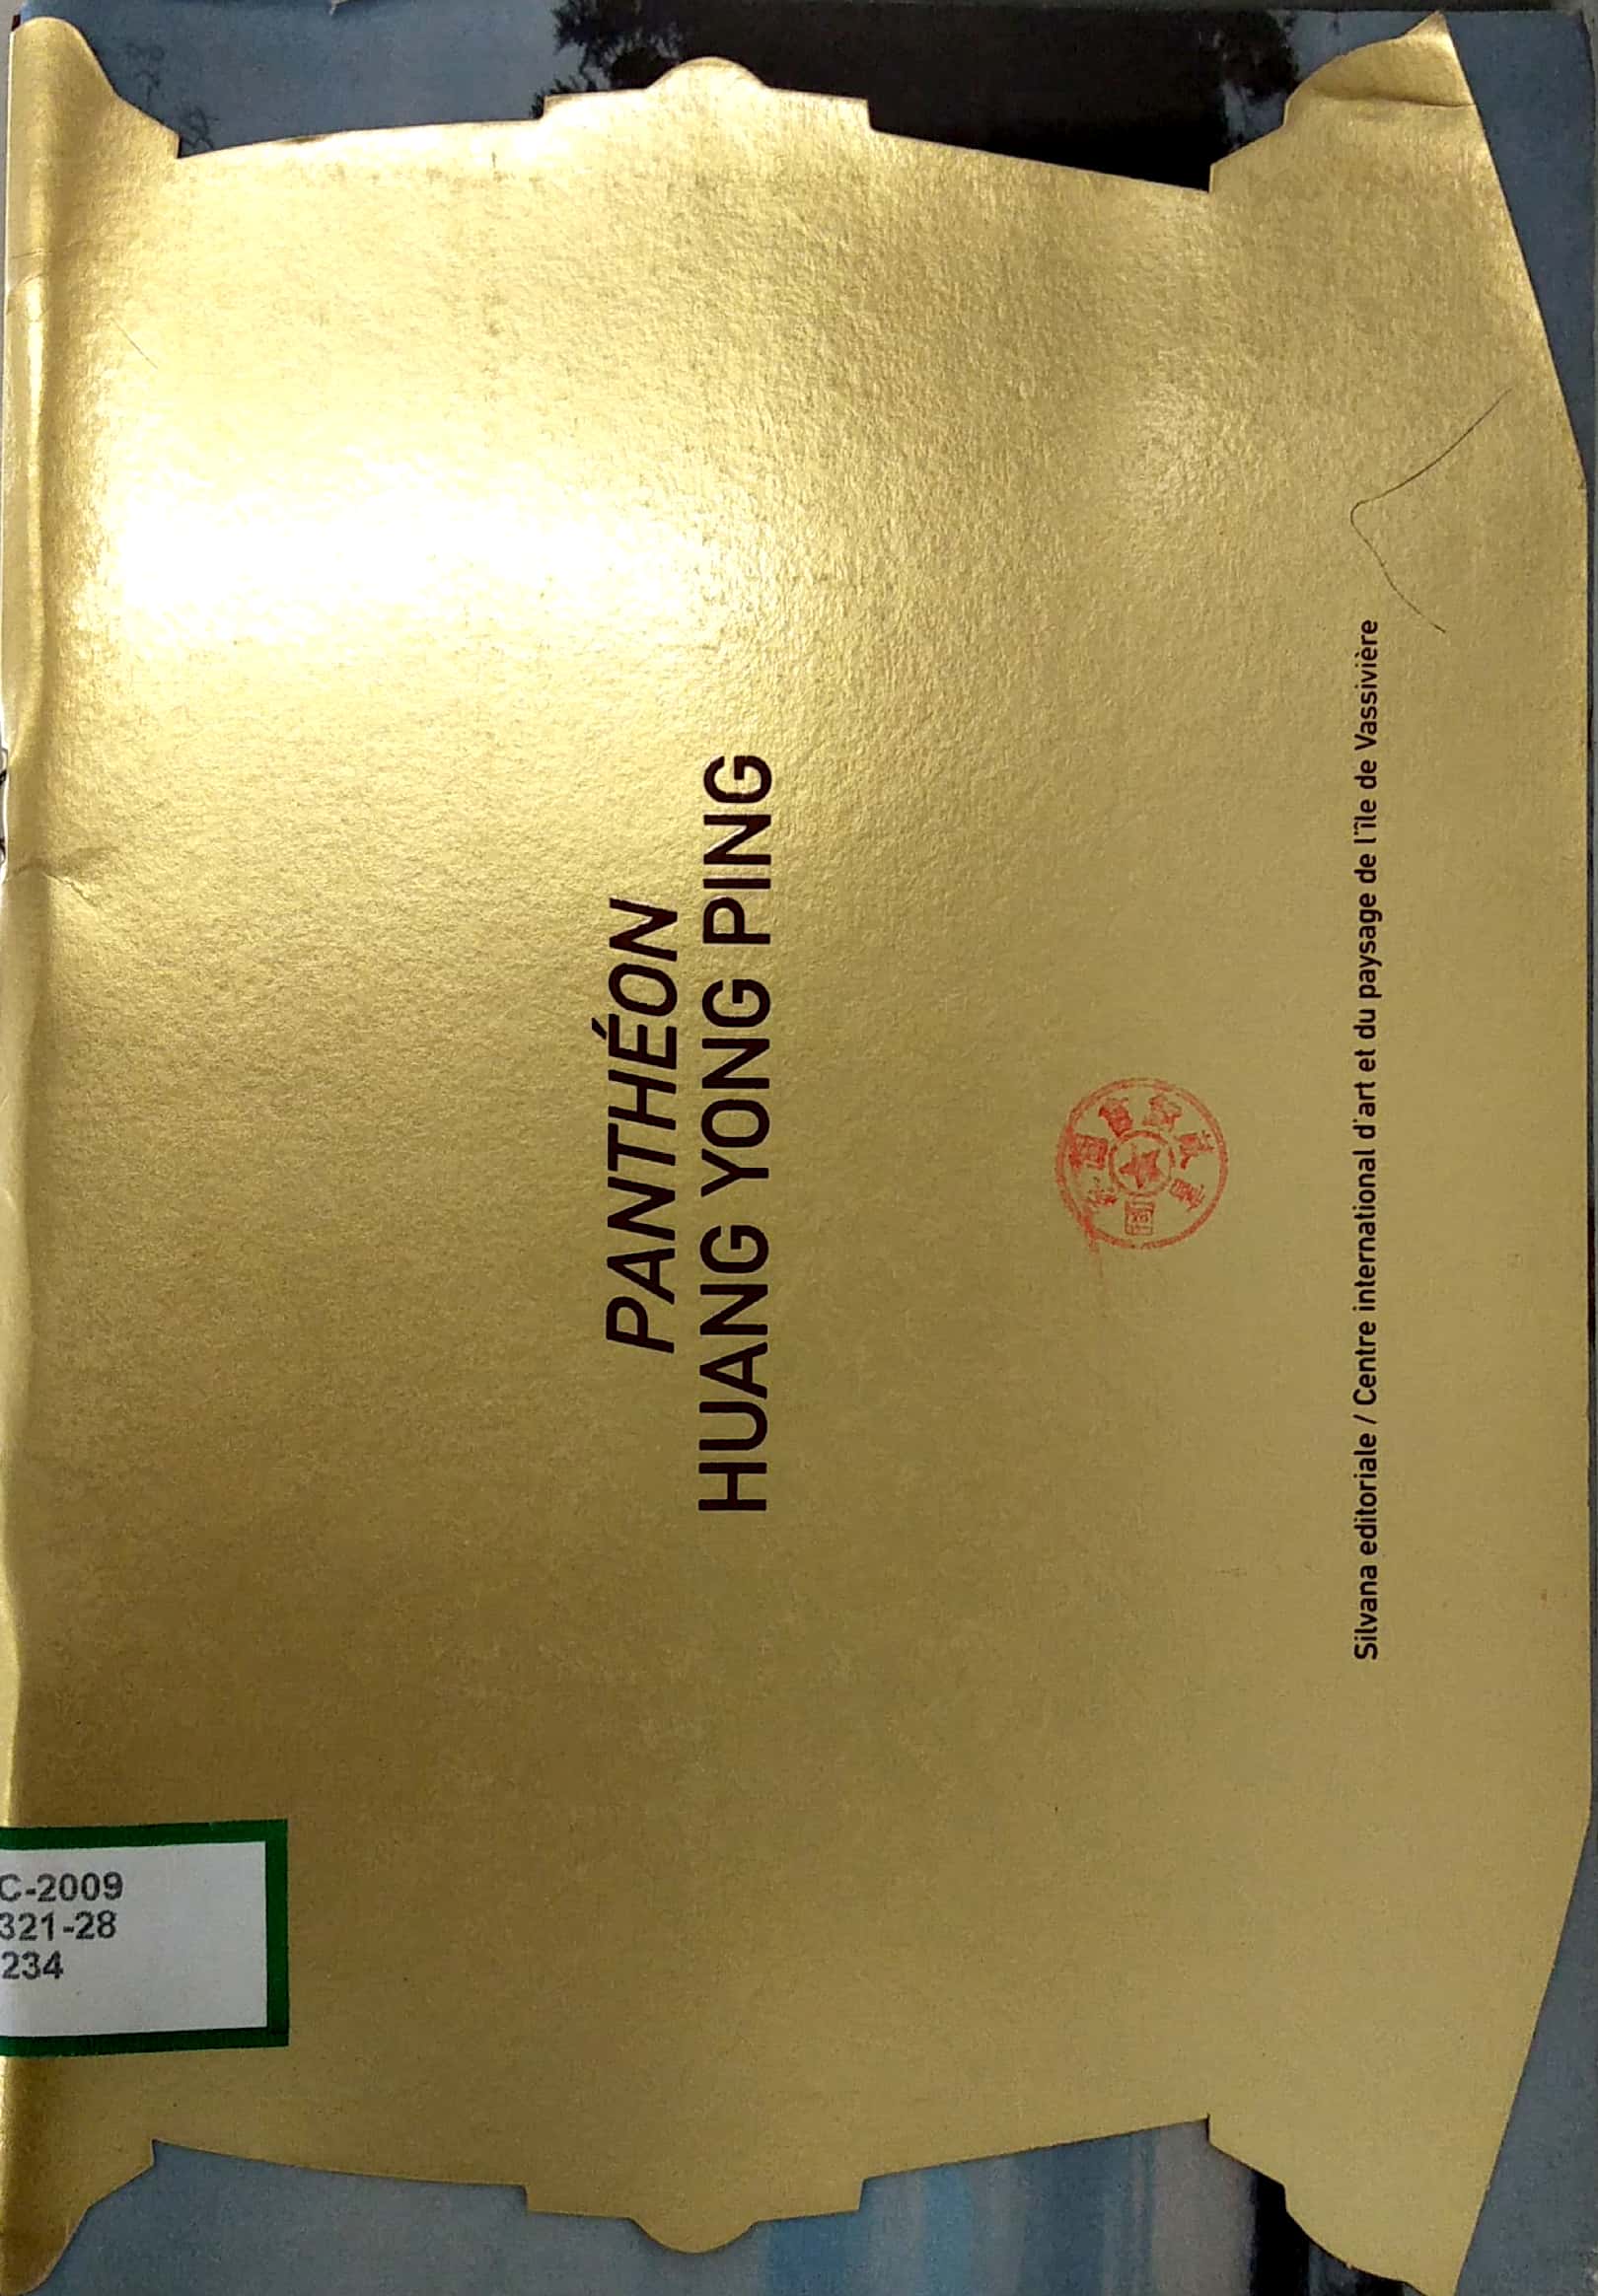 PANTHÉON
HUANG YONG PING
Silvana editoriale / Centre international d'art et du paysage de l'île de Vassivière
C-2009
321-28
234